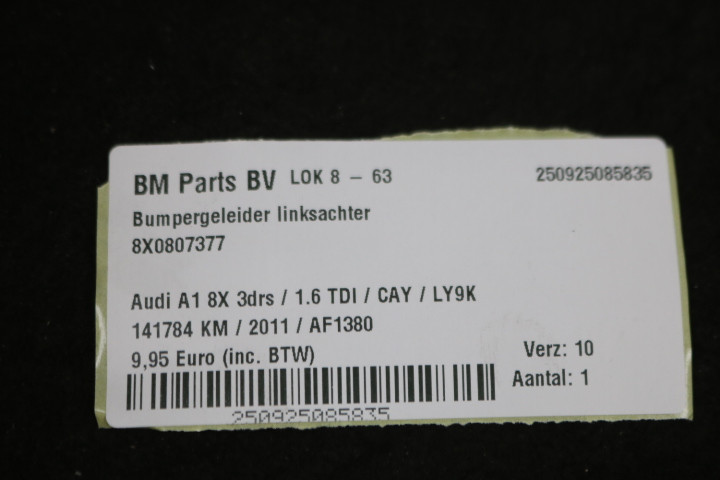 BM Parts BV LOK 8 - 63 250925085835
Bumpergeleider linksachter
8X0807377
Audi A1 8X 3drs / 1.6 TDI / CAY / LY9K
141784 KM / 2011 / AF1380
9,95 Euro (inc. BTW) Verz: 10
Aantal: 1
250925085835